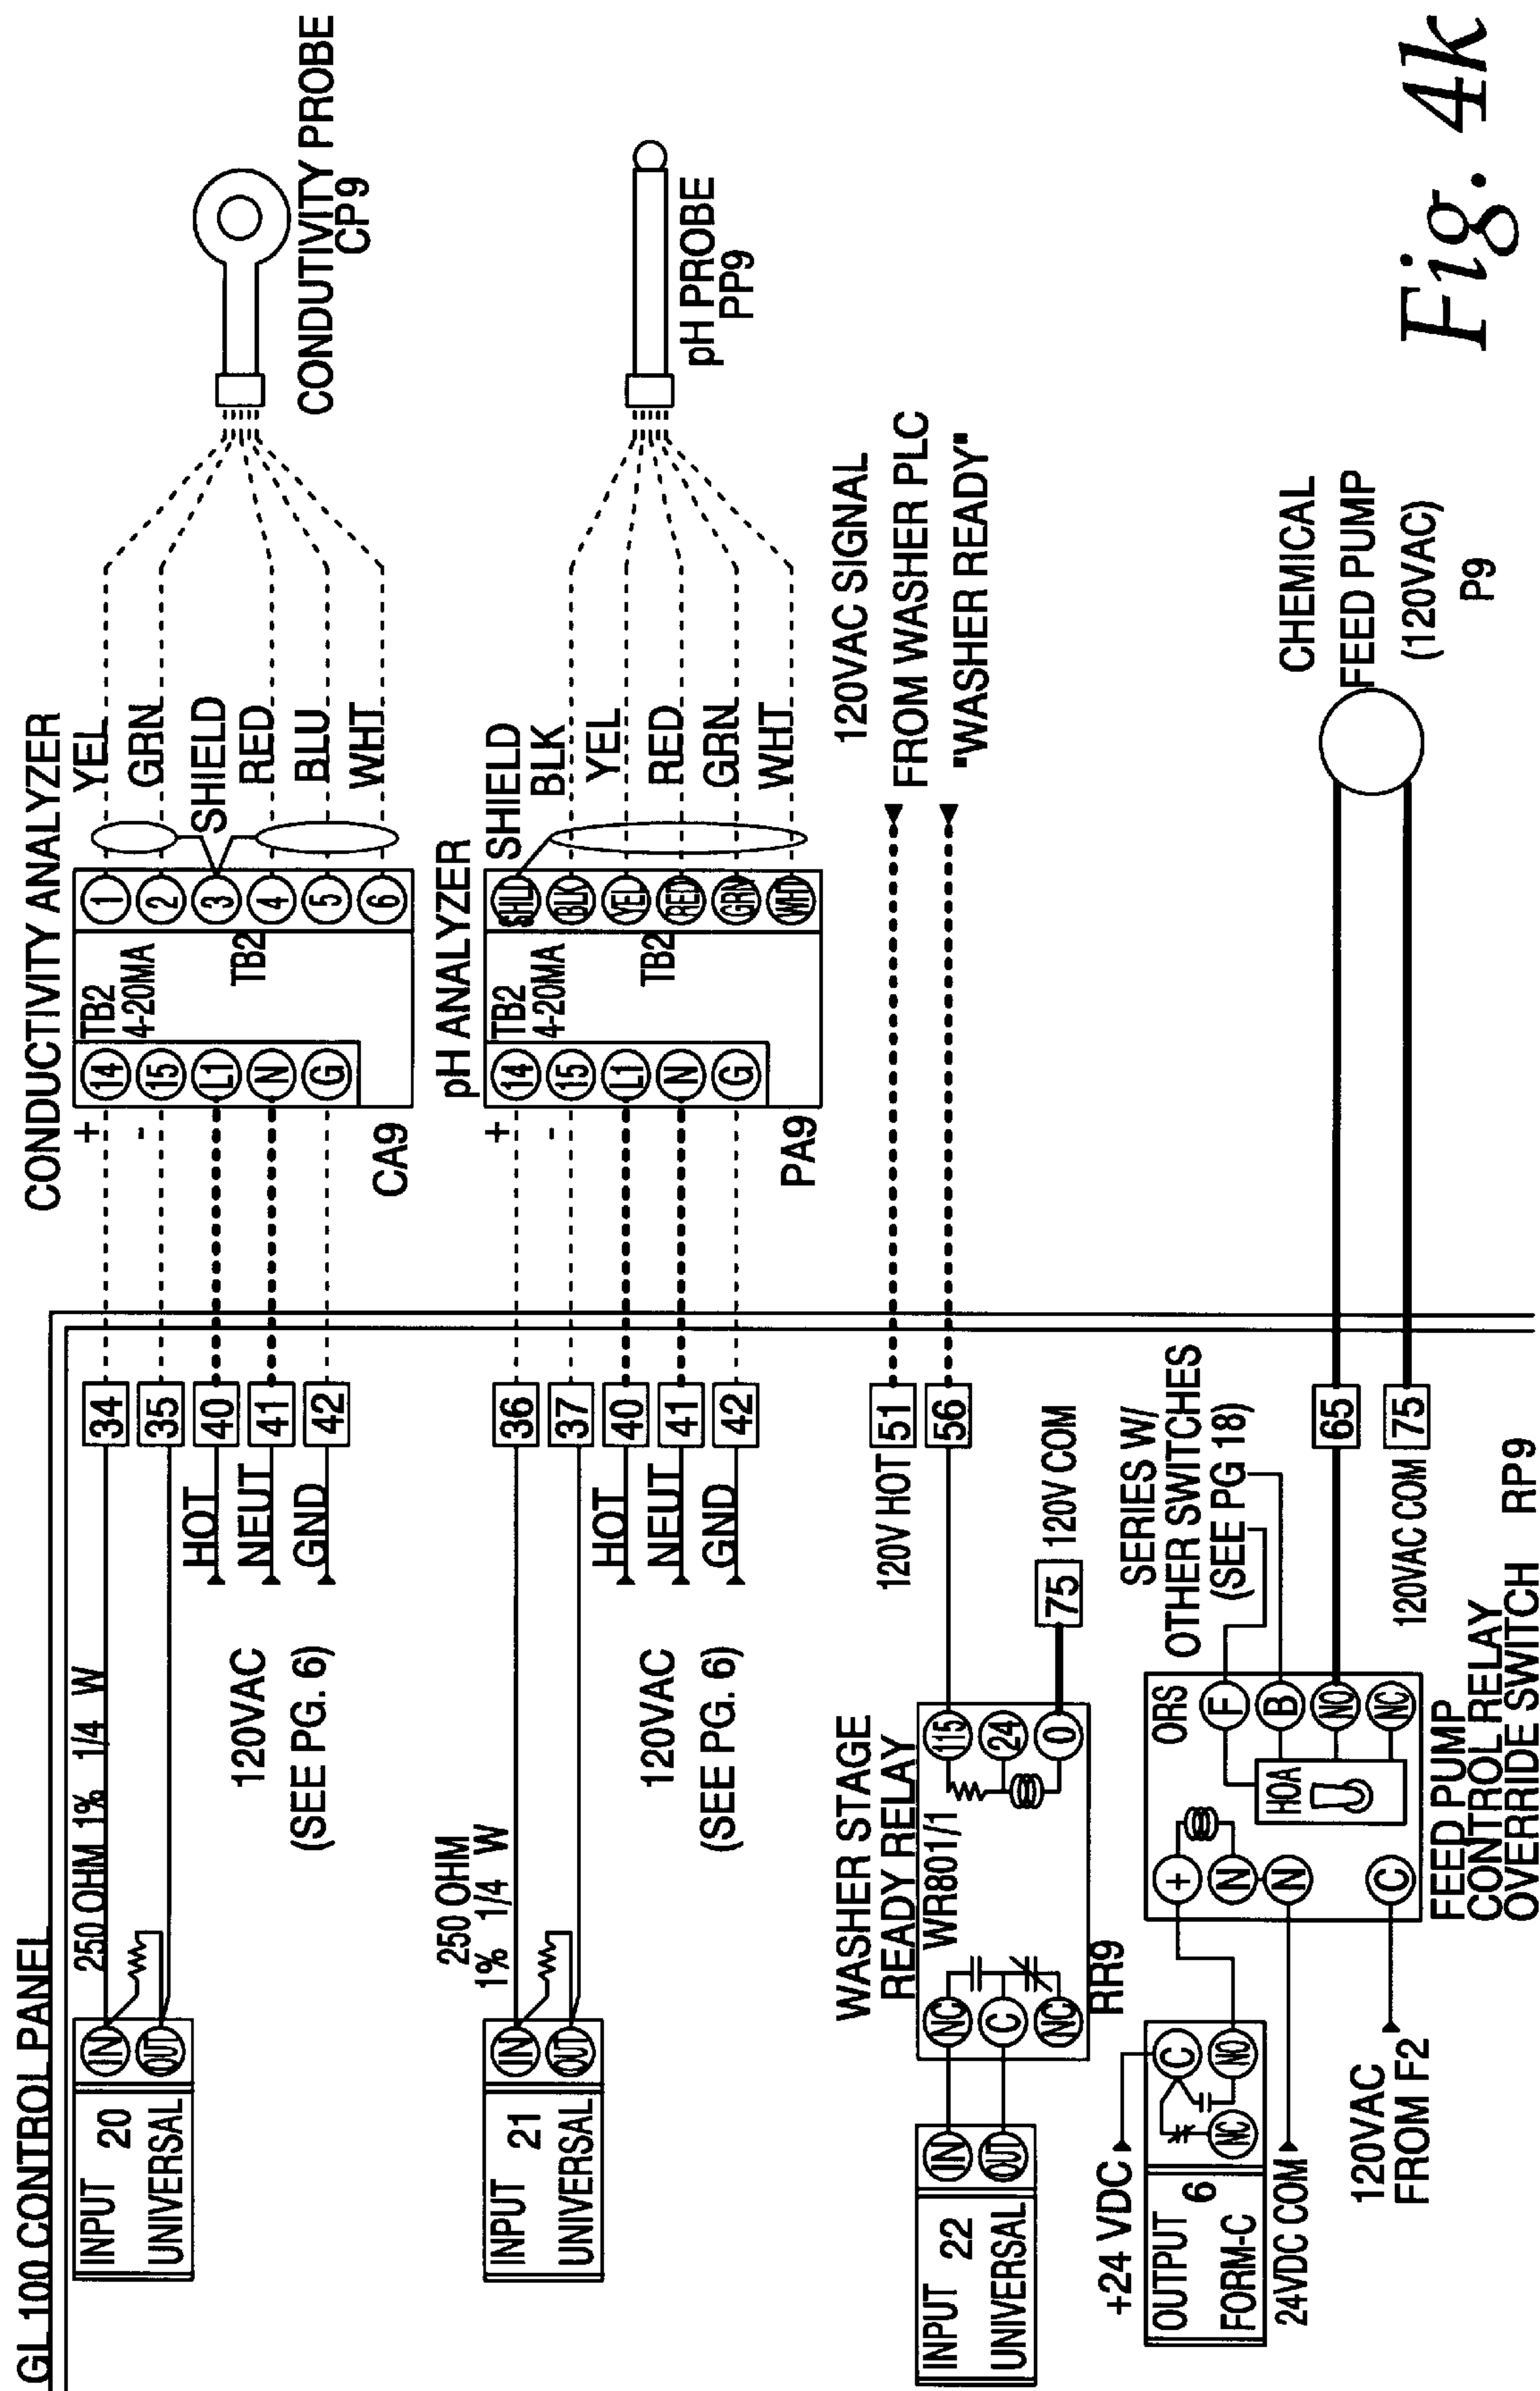 GL 100 CONTROL PANEL
INPUT 20
UNIVERSAL
IN
OUT
250 OHM 1% 1/4 W
34
35
40
41
42
HOT
NEUT
GND
120VAC
(SEE PG. 6)
CONDUCTIVITY ANALYZER
+
-
14
15
L1
N
G
TB2
4-20MA
TB2
CA9
1
2
3
4
5
6
YEL
GRN
SHIELD
RED
BLU
WHT
CONDUTIVITY PROBE
CP9
INPUT 21
UNIVERSAL
IN
OUT
250 OHM
1% 1/4 W
36
37
40
41
42
HOT
NEUT
GND
120VAC
(SEE PG. 6)
pH ANALYZER
+
-
14
15
L1
N
G
TB2
4-20MA
TB2
PA9
SHLD
BLK
YEL
RED
GRN
WHT
SHIELD
BLK
YEL
RED
GRN
WHT
pH PROBE
PP9
INPUT 22
UNIVERSAL
IN
OUT
WASHER STAGE
READY RELAY
WR801/1
NC
C
NC
115
24
0
RR9
120V HOT
51
56
75
120V COM
120VAC SIGNAL
FROM WASHER PLC
"WASHER READY"
+24 VDC
OUTPUT 6
FORM-C
C
NO
NC
24VDC COM
120VAC
FROM F2
+
N
N
C
ORS
HOA
F
B
NO
NC
SERIES W/
OTHER SWITCHES
(SEE PG 18)
65
75
120VAC COM
FEED PUMP
CONTROL RELAY
OVERRIDE SWITCH RP9
CHEMICAL
FEED PUMP
(120VAC)
P9
Fig. 4k